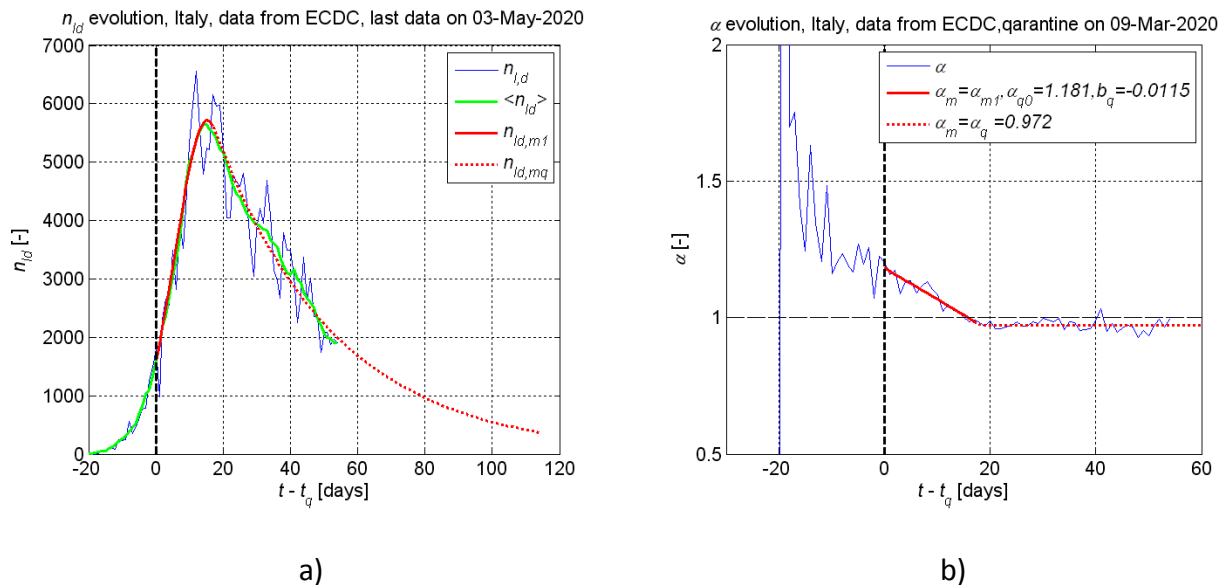 n_ld evolution, Italy, data from ECDC, last data on 03-May-2020
7000
6000
5000
4000
3000
2000
1000
0
n_ld [-]
n_l,d
<n_ld>
n_ld,m1
n_ld,mq
-20 0 20 40 60 80 100 120
t - t_q [days]
a)
α evolution, Italy, data from ECDC,qarantine on 09-Mar-2020
2
1.5
1
0.5
α [-]
α
α_m=α_m1,α_q0=1.181,b_q=-0.0115
α_m=α_q=0.972
-20 0 20 40 60
t - t_q [days]
b)